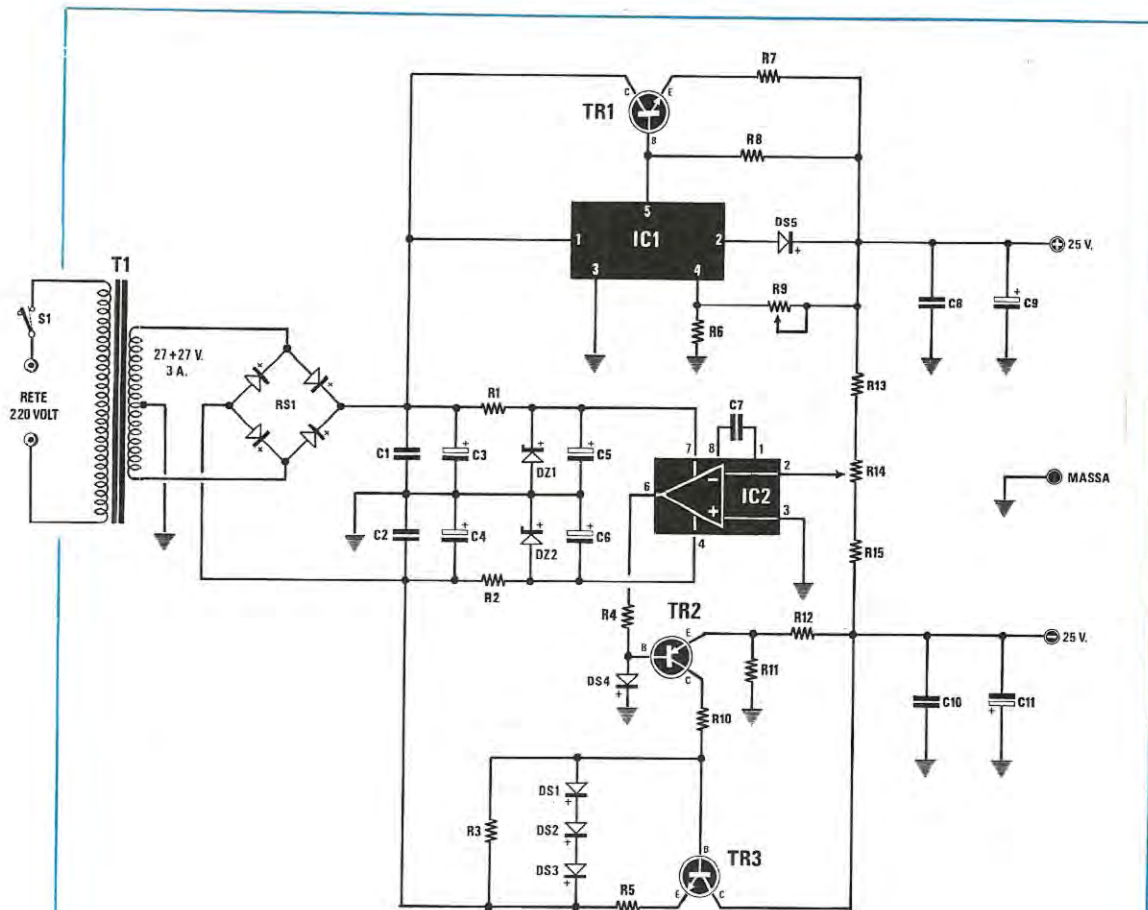 R7
C
E
TR1
B
R8
5
1
IC1
2
DS5
+
+ 25 V.
3
4
T1
S1
R9
C8
+
C9
R6
27 + 27 V.
3 A.
RETE
220 VOLT
RS1
R13
R1
C7
C1
+
C3
DZ1
+
C5
7
8
1
2
R14
MASSA
6
-
+
IC2
3
C2
+
C4
DZ2
+
C6
4
R15
R2
R4
TR2
R12
E
B
C
- 25 V.
DS4
+
R11
C10
C11
+
R10
DS1
+
R3
DS2
+
DS3
+
B
TR3
R5
E
C